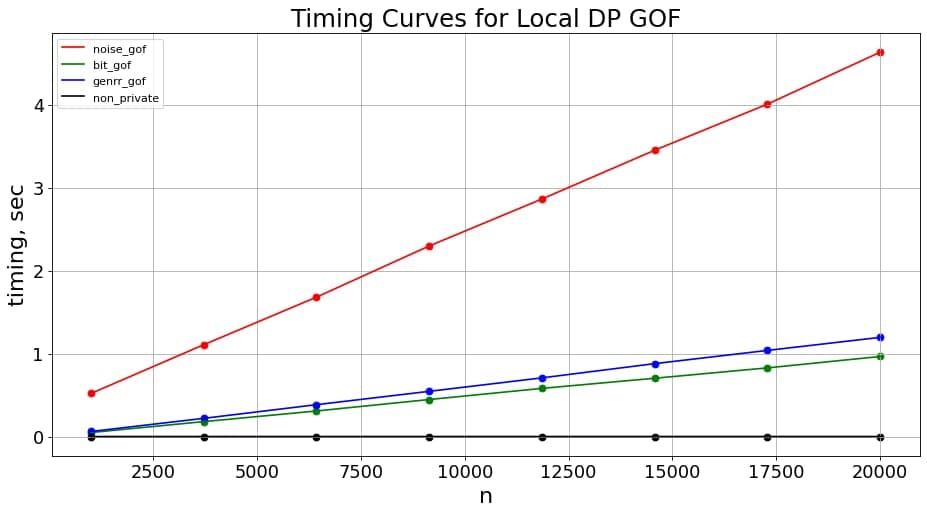 Timing Curves for Local DP GOF
noise_gof
bit_gof
genrr_gof
non_private
timing, sec
4
3
2
1
0
2500 5000 7500 10000 12500 15000 17500 20000
n